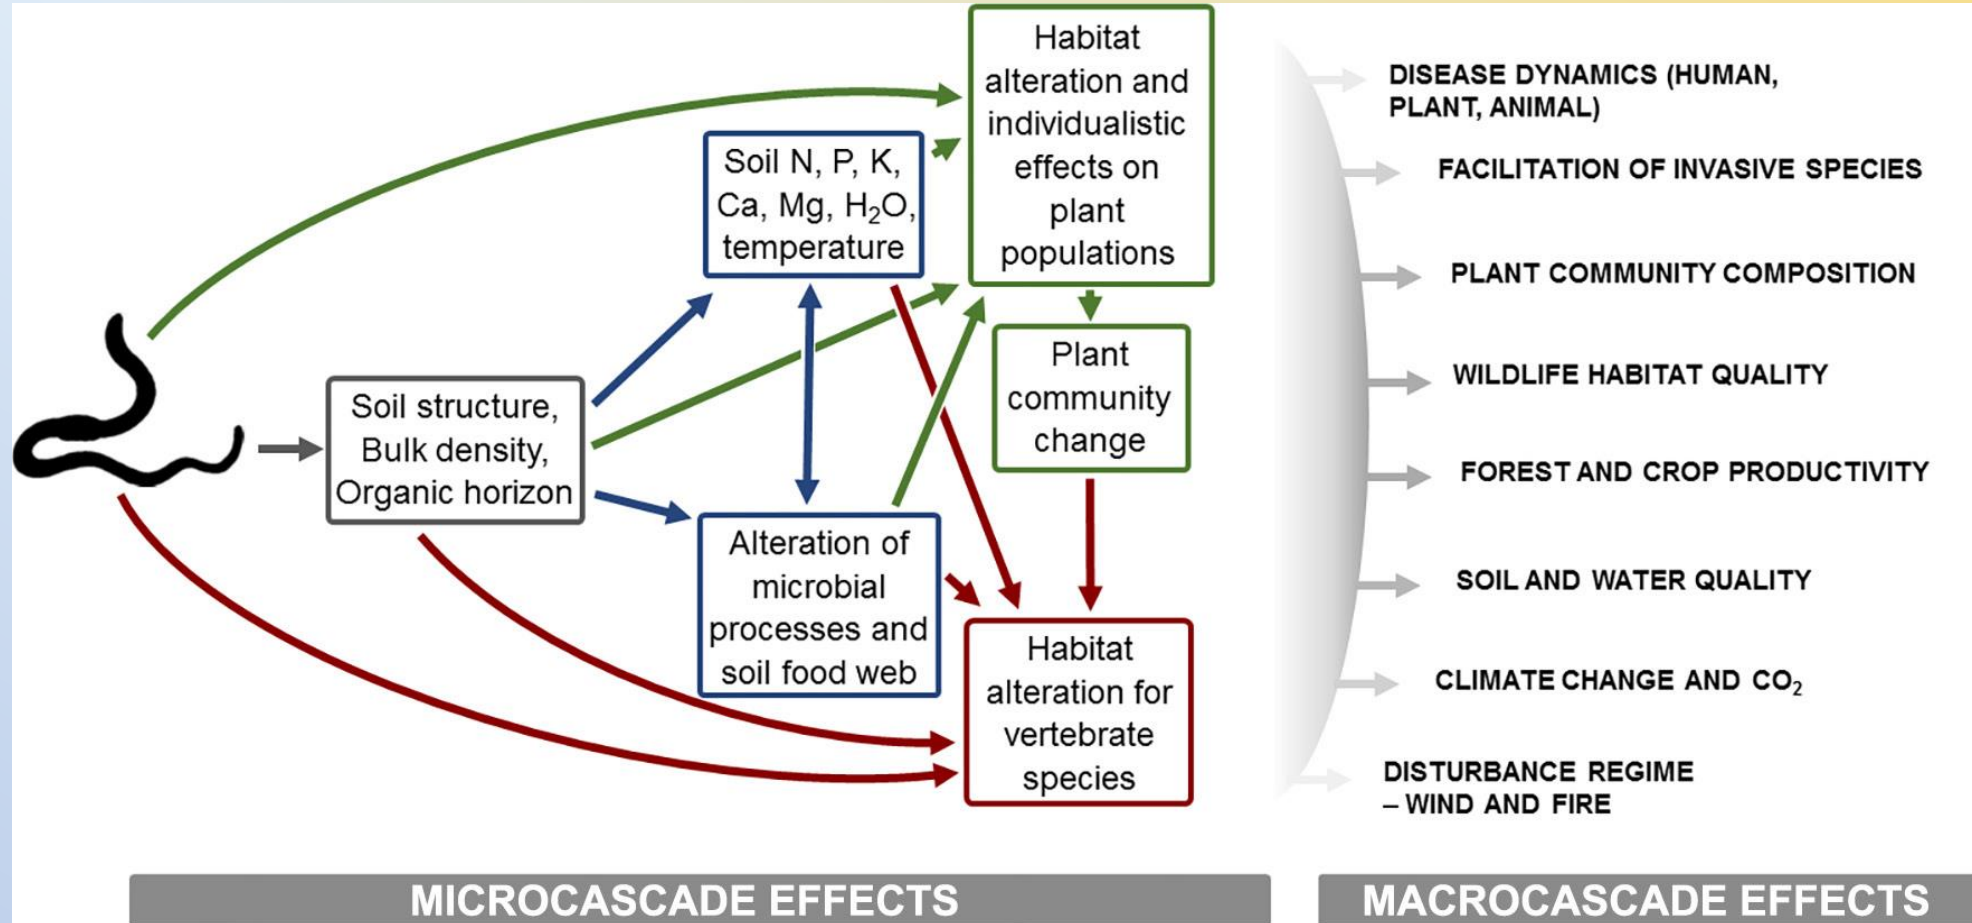 Habitat
alteration and
individualistic
effects on
plant
populations
Soil N, P, K,
Ca, Mg, H₂O,
temperature
Plant
community
change
Soil structure,
Bulk density,
Organic horizon
Alteration of
microbial
processes and
soil food web
Habitat
alteration for
vertebrate
species
DISEASE DYNAMICS (HUMAN,
PLANT, ANIMAL)
FACILITATION OF INVASIVE SPECIES
PLANT COMMUNITY COMPOSITION
WILDLIFE HABITAT QUALITY
FOREST AND CROP PRODUCTIVITY
SOIL AND WATER QUALITY
CLIMATE CHANGE AND CO₂
DISTURBANCE REGIME
– WIND AND FIRE
MICROCASCADE EFFECTS
MACROCASCADE EFFECTS